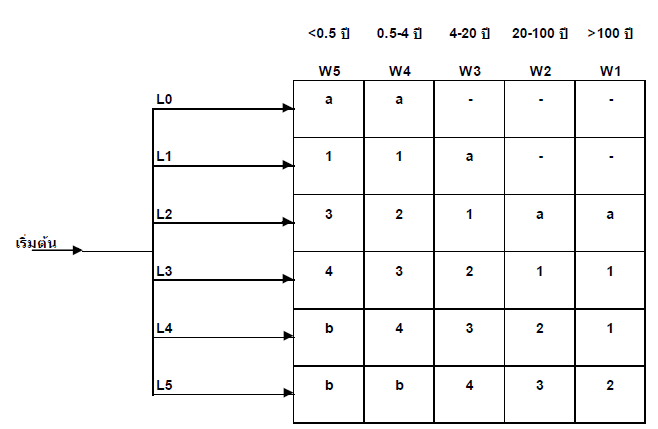 <0.5 ปี 0.5-4 ปี 4-20 ปี 20-100 ปี >100 ปี
W5 W4 W3 W2 W1
L0 a a - - -
L1 1 1 a - -
L2 3 2 1 a a
เริ่มต้น
L3 4 3 2 1 1
L4 b 4 3 2 1
L5 b b 4 3 2